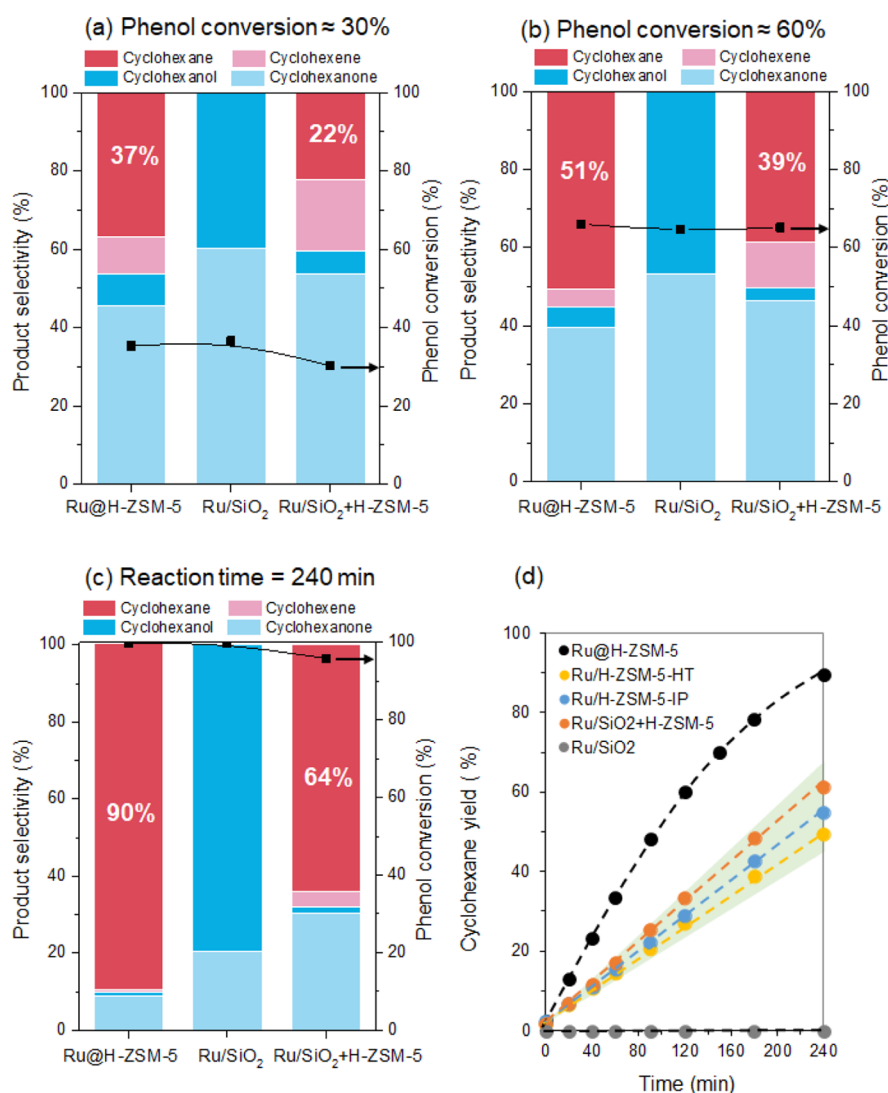 (a) Phenol conversion ≈ 30%
Cyclohexane Cyclohexene
Cyclohexanol Cyclohexanone
100 100
80 80
60 60
40 40
20 20
0 0
37%
22%
Product selectivity (%)
Phenol conversion (%)
Ru@H-ZSM-5 Ru/SiO₂ Ru/SiO₂+H-ZSM-5
(b) Phenol conversion ≈ 60%
Cyclohexane Cyclohexene
Cyclohexanol Cyclohexanone
100 100
80 80
60 60
40 40
20 20
0 0
51%
39%
Product selectivity (%)
Phenol conversion (%)
Ru@H-ZSM-5 Ru/SiO₂ Ru/SiO₂+H-ZSM-5
(c) Reaction time = 240 min
Cyclohexane Cyclohexene
Cyclohexanol Cyclohexanone
100 100
80 80
60 60
40 40
20 20
0 0
90%
64%
Product selectivity (%)
Phenol conversion (%)
Ru@H-ZSM-5 Ru/SiO₂ Ru/SiO₂+H-ZSM-5
(d)
100
80
60
40
20
0
Ru@H-ZSM-5
Ru/H-ZSM-5-HT
Ru/H-ZSM-5-IP
Ru/SiO2+H-ZSM-5
Ru/SiO2
Cyclohexane yield ( %)
0 40 80 120 160 200 240
Time (min)